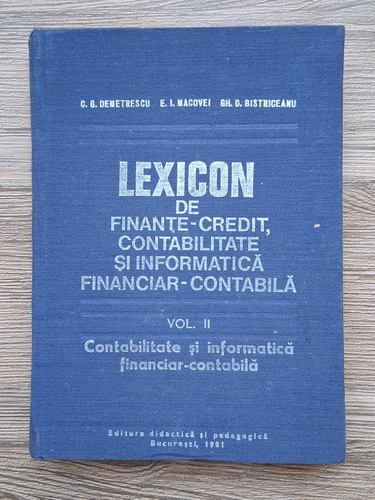 C. G. DEMETRESCU E. I. MACOVEI GH. D. BISTRICEANU
LEXICON
DE
FINANȚE-CREDIT,
CONTABILITATE
ȘI INFORMATICĂ
FINANCIAR-CONTABILĂ
VOL. II
Contabilitate și informatică
financiar-contabilă
Editura didactică și pedagogică
București, 1981